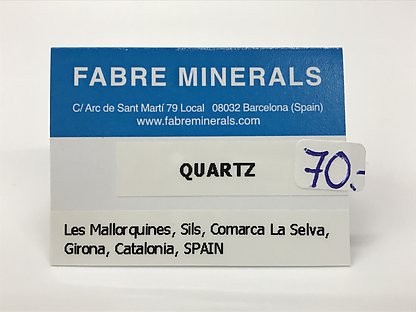 FABRE MINERALS
C/ Arc de Sant Martí 79 Local 08032 Barcelona (Spain)
www.fabreminerals.com
QUARTZ
70.-
Les Mallorquines, Sils, Comarca La Selva,
Girona, Catalonia, SPAIN